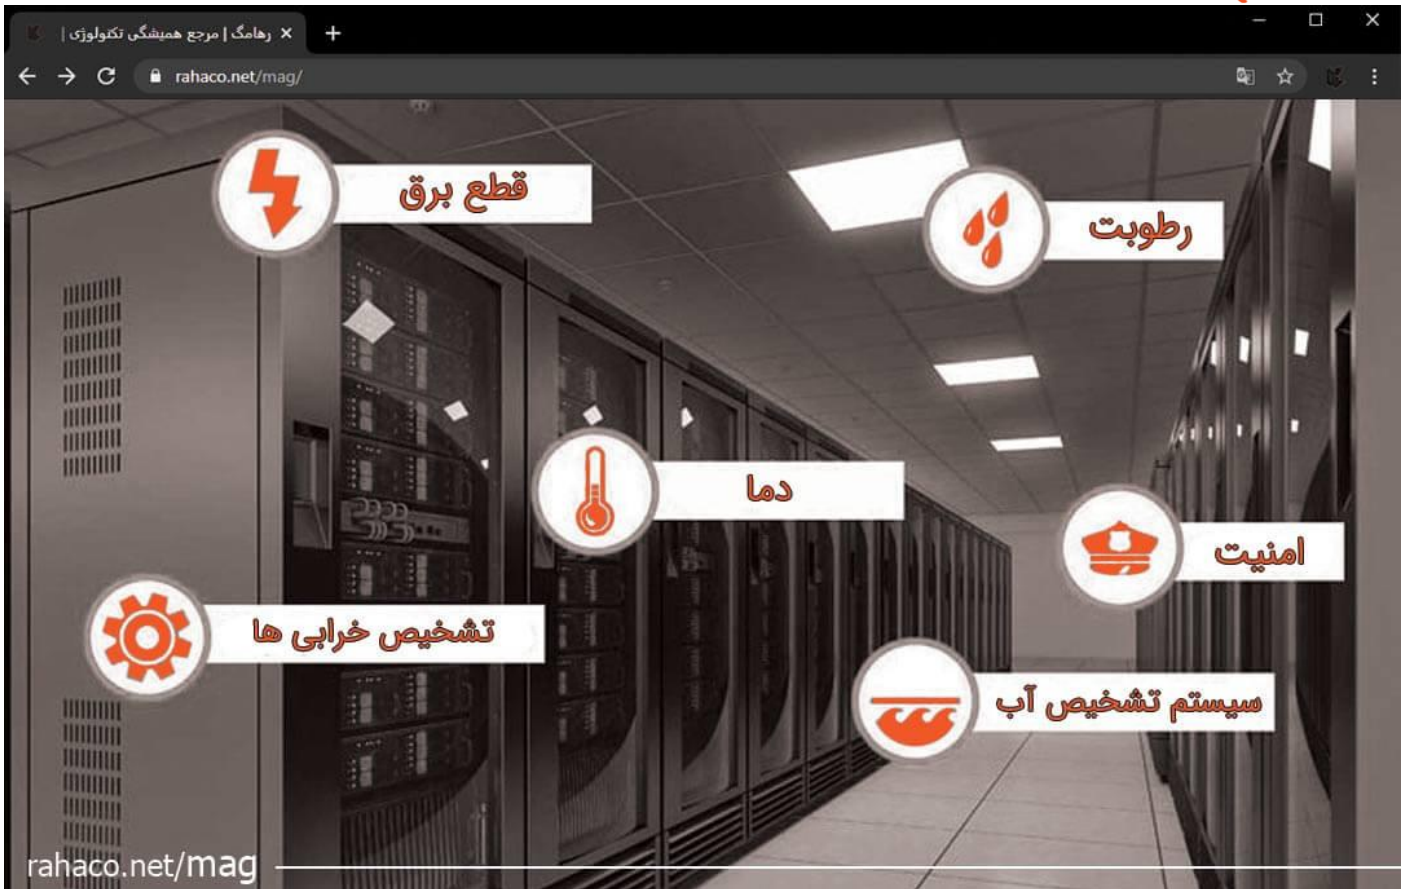 رهامگ | مرجع همیشگی تکنولوژی |
rahaco.net/mag/
قطع برق
رطوبت
دما
امنیت
تشخیص خرابی ها
سیستم تشخیص آب
rahaco.net/mag